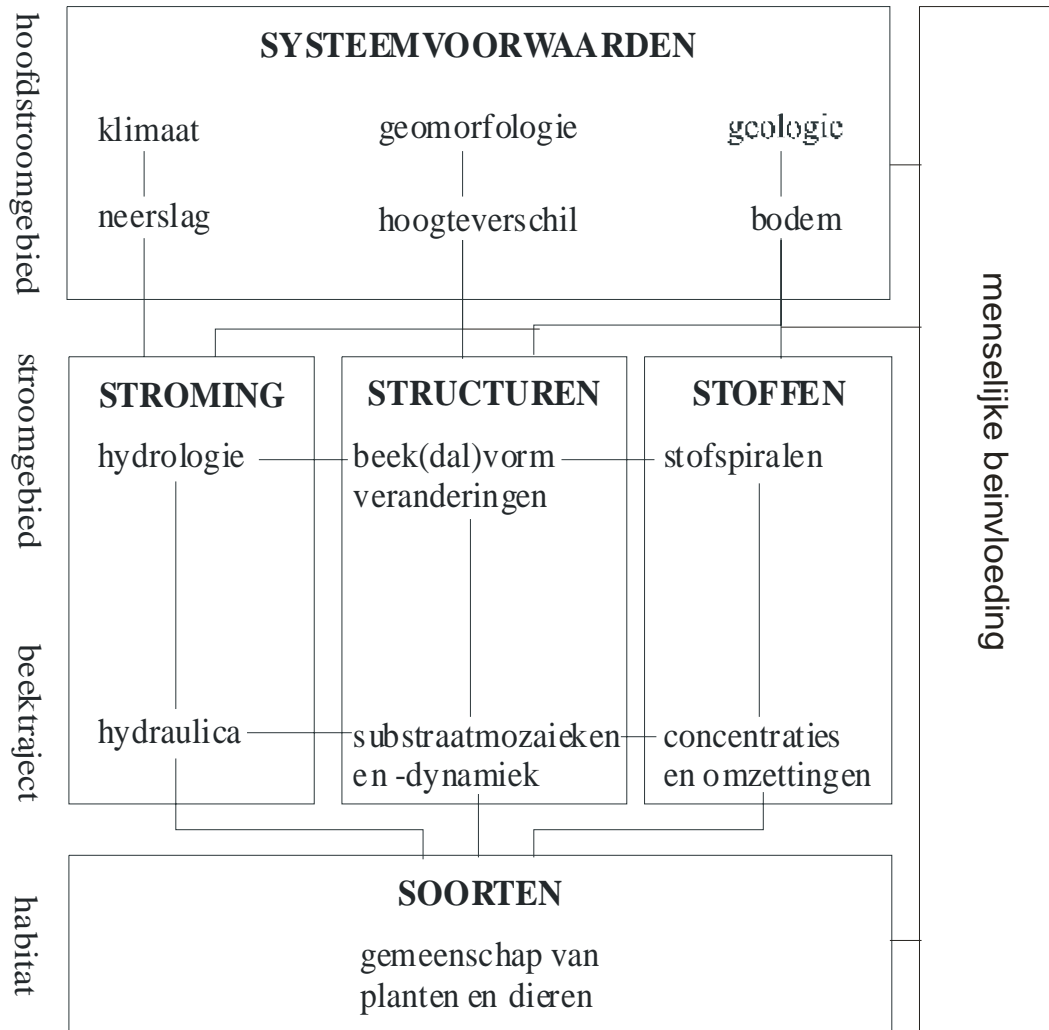 hoofdstroomgebied
SYSTEEMVOORWAARDEN
klimaat
geomorfologie
geologie
neerslag
hoogteverschil
bodem
stroomgebied
STROMING
STRUCTUREN
STOFFEN
hydrologie
beek(dal)vorm
veranderingen
stofspiralen
beektraject
hydraulica
substraatmozaieken
en -dynamiek
concentraties
en omzettingen
habitat
SOORTEN
gemeenschap van
planten en dieren
menselijke beinvloeding